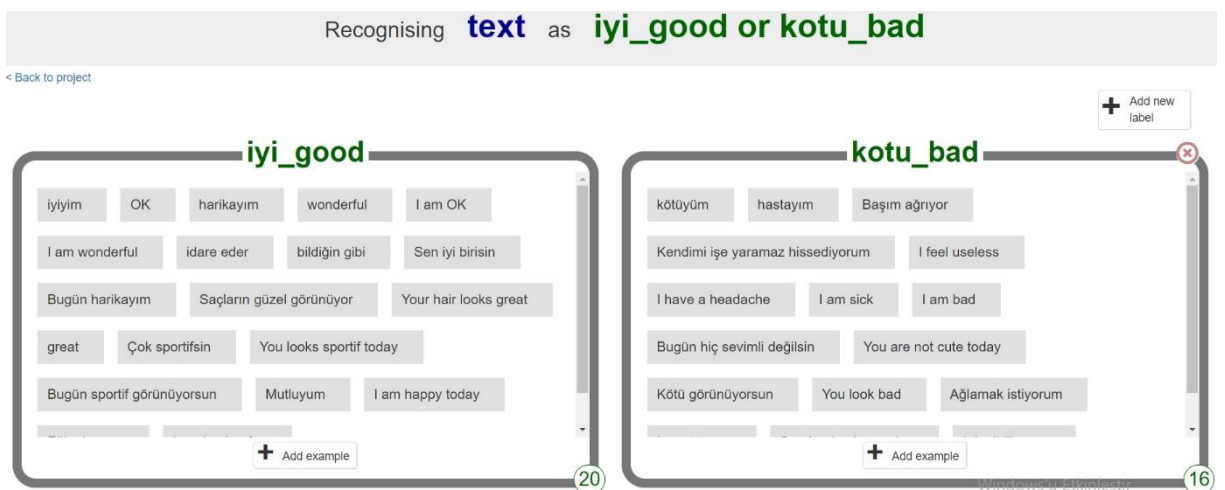 Recognising text as iyi_good or kotu_bad
< Back to project
Add new
label
iyi_good
iyiyim OK harikayım wonderful I am OK
I am wonderful idare eder bildiğin gibi Sen iyi birisin
Bugün harikayım Saçların güzel görünüyor Your hair looks great
great Çok sportifsin You looks sportif today
Bugün sportif görünüyorsun Mutluyum I am happy today
Add example
20
kotu_bad
kötüyüm hastayım Başım ağrıyor
Kendimi işe yaramaz hissediyorum I feel useless
I have a headache I am sick I am bad
Bugün hiç sevimli değilsin You are not cute today
Kötü görünüyorsun You look bad Ağlamak istiyorum
Add example
16
Windows'u Etkinleştir